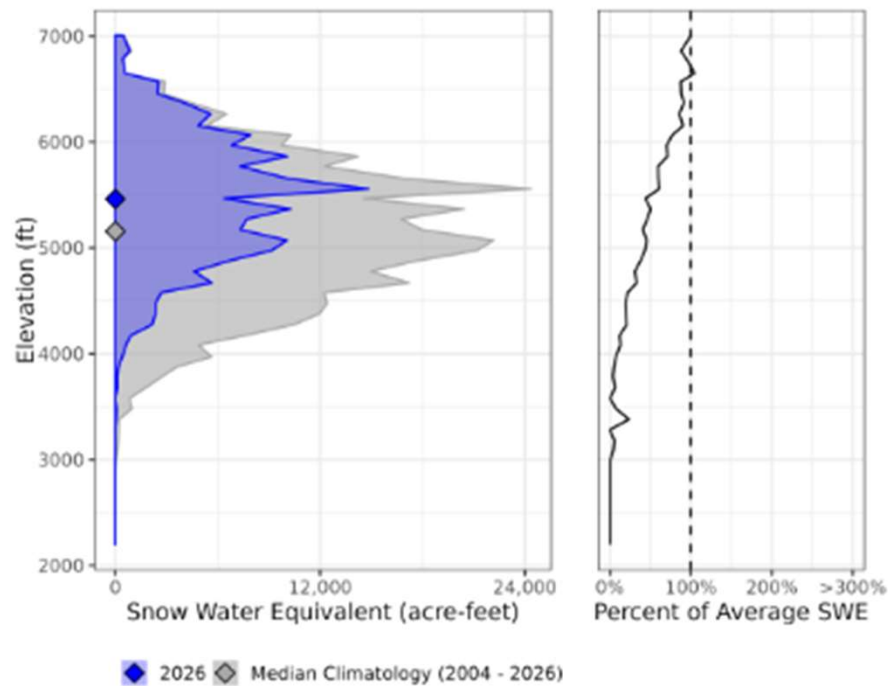 7000
6000
5000
4000
3000
2000
Elevation (ft)
0 12,000 24,000
Snow Water Equivalent (acre-feet)
0% 100% 200% >300%
Percent of Average SWE
2026 Median Climatology (2004 - 2026)